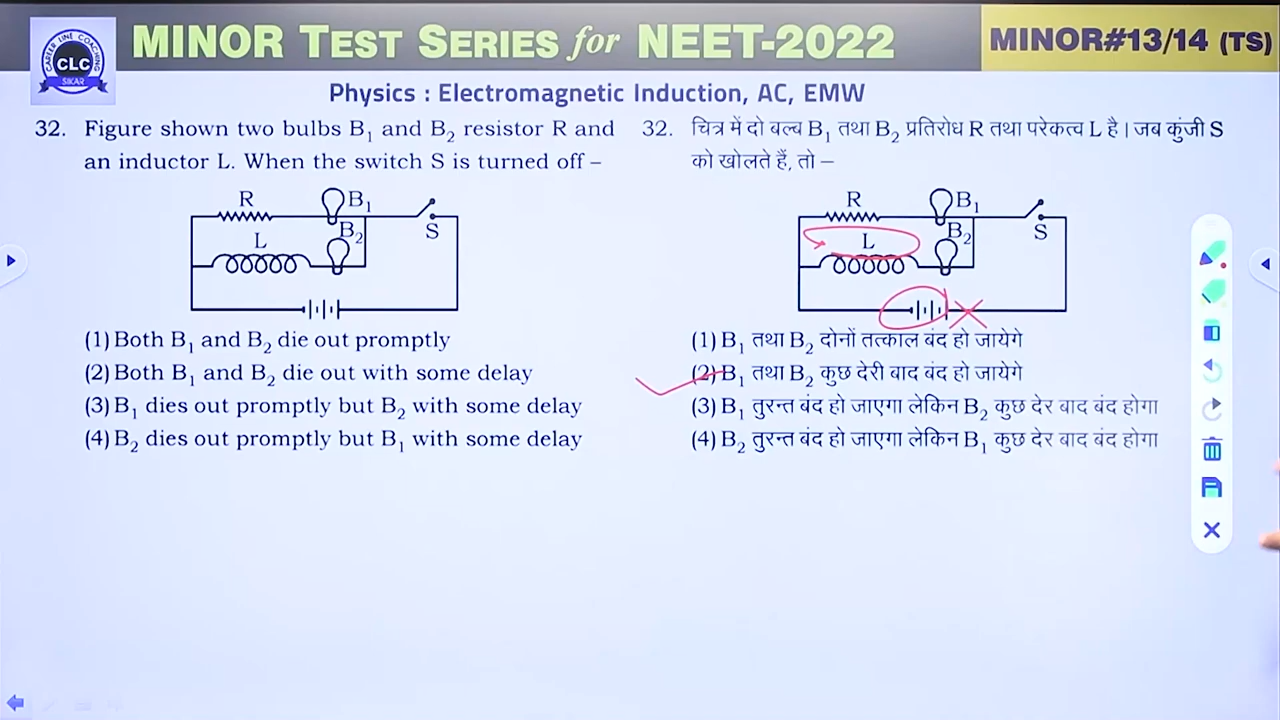 MINOR TEST SERIES for NEET-2022
MINOR#13/14 (TS)
CAREER LINE COACHING
CLC
SIKAR
Physics : Electromagnetic Induction, AC, EMW
32. Figure shown two bulbs B1 and B2 resistor R and
an inductor L. When the switch S is turned off –
R
B1
B2
L
S
(1) Both B1 and B2 die out promptly
(2) Both B1 and B2 die out with some delay
(3) B1 dies out promptly but B2 with some delay
(4) B2 dies out promptly but B1 with some delay
32. चित्र में दो बल्ब B1 तथा B2 प्रतिरोध R तथा परेकत्व L है। जब कुंजी S
को खोलते हैं, तो –
R
B1
B2
L
S
(1) B1 तथा B2 दोनों तत्काल बंद हो जायेगे
(2) B1 तथा B2 कुछ देरी बाद बंद हो जायेगे
(3) B1 तुरन्त बंद हो जाएगा लेकिन B2 कुछ देर बाद बंद होगा
(4) B2 तुरन्त बंद हो जाएगा लेकिन B1 कुछ देर बाद बंद होगा